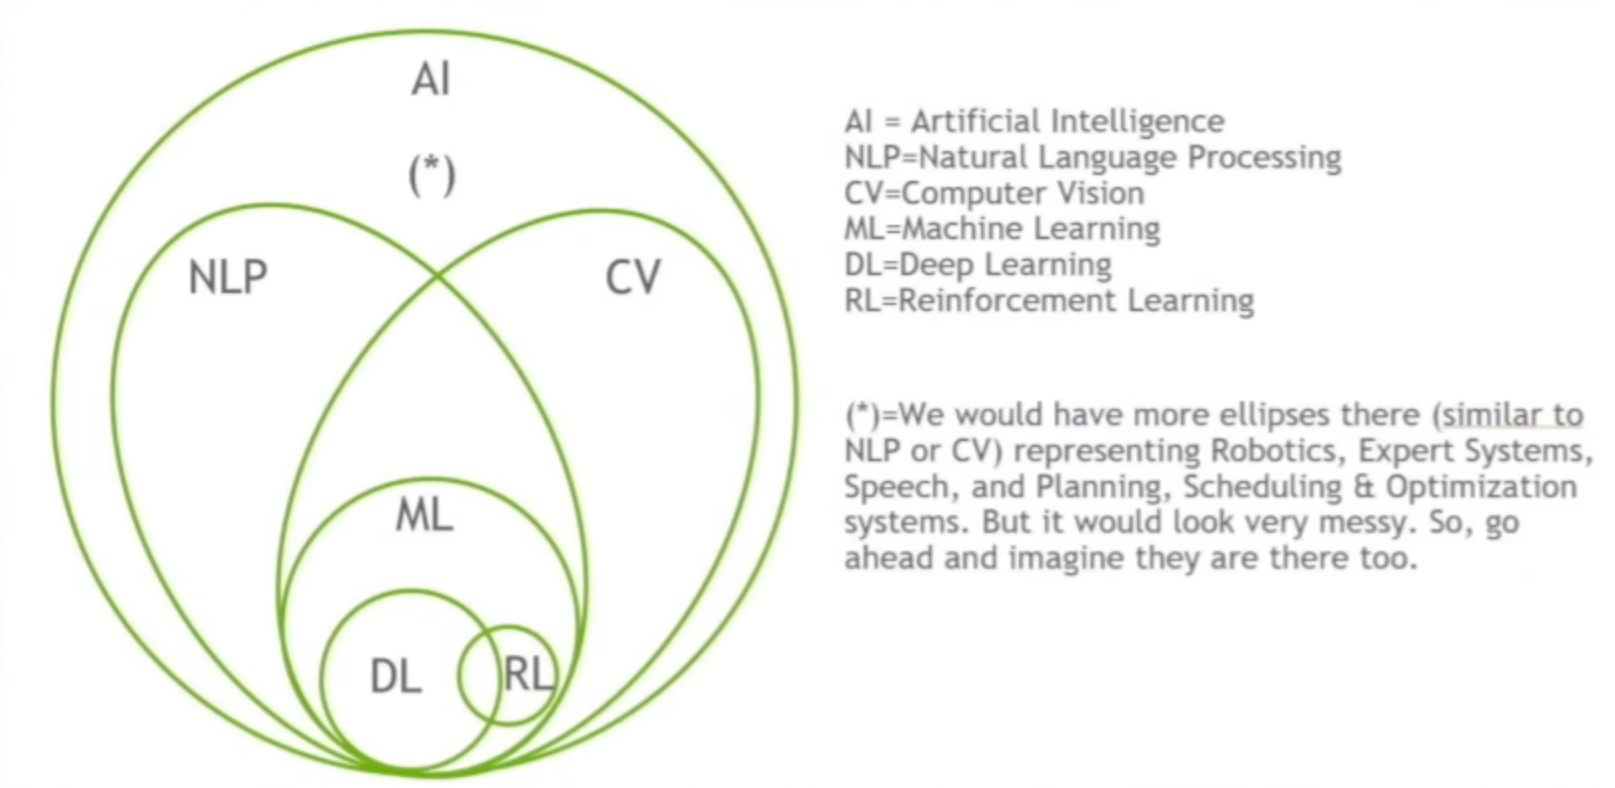 AI
(*)
NLP
CV
ML
DL
RL
AI = Artificial Intelligence
NLP=Natural Language Processing
CV=Computer Vision
ML=Machine Learning
DL=Deep Learning
RL=Reinforcement Learning
(*)=We would have more ellipses there (similar to
NLP or CV) representing Robotics, Expert Systems,
Speech, and Planning, Scheduling & Optimization
systems. But it would look very messy. So, go
ahead and imagine they are there too.